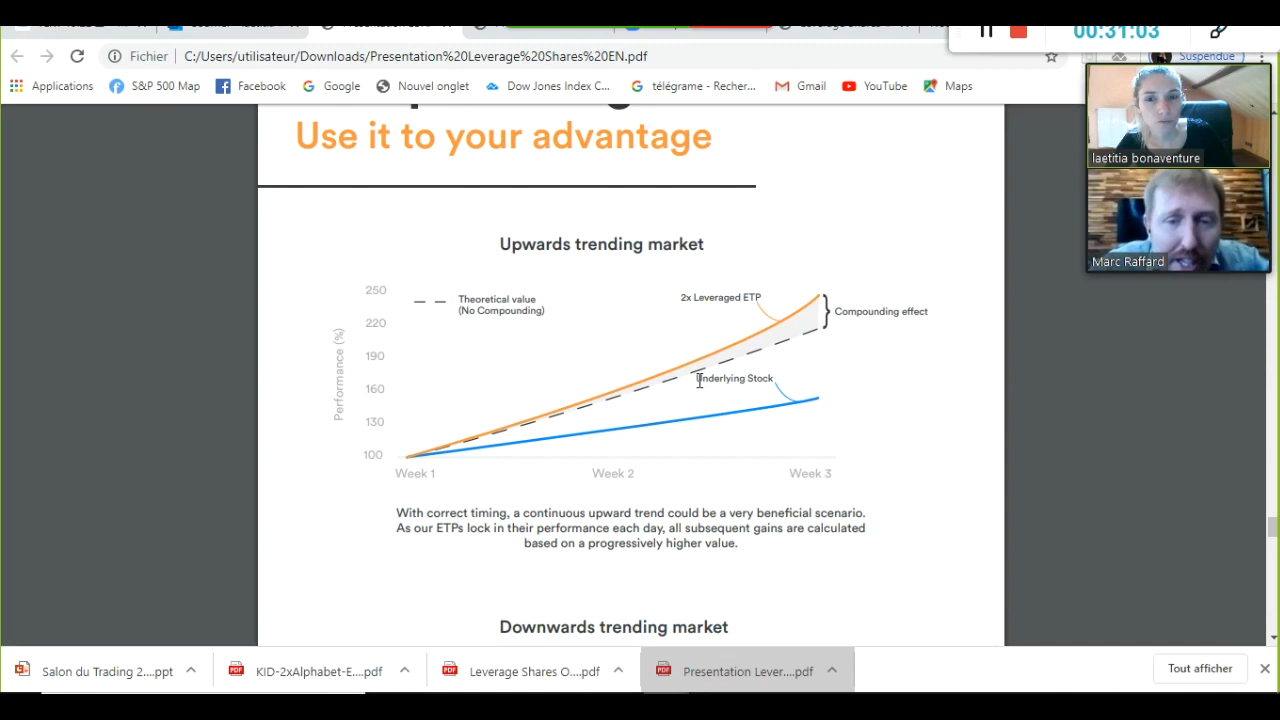 00:31:03
Fichier
C:/Users/utilisateur/Downloads/Presentation%20Leverage%20Shares%20EN.pdf
Suspendue
Applications
S&P 500 Map
Facebook
Google
Nouvel onglet
Dow Jones Index C...
télégrame - Recher...
Gmail
YouTube
Maps
Use it to your advantage
laetitia bonaventure
Marc Raffard
Upwards trending market
Performance (%)
250
220
190
160
130
100
Theoretical value
(No Compounding)
2x Leveraged ETP
Compounding effect
Underlying Stock
Week 1
Week 2
Week 3
With correct timing, a continuous upward trend could be a very beneficial scenario.
As our ETPs lock in their performance each day, all subsequent gains are calculated
based on a progressively higher value.
Downwards trending market
Salon du Trading 2....ppt
KID-2xAlphabet-E....pdf
Leverage Shares O....pdf
Presentation Lever....pdf
Tout afficher